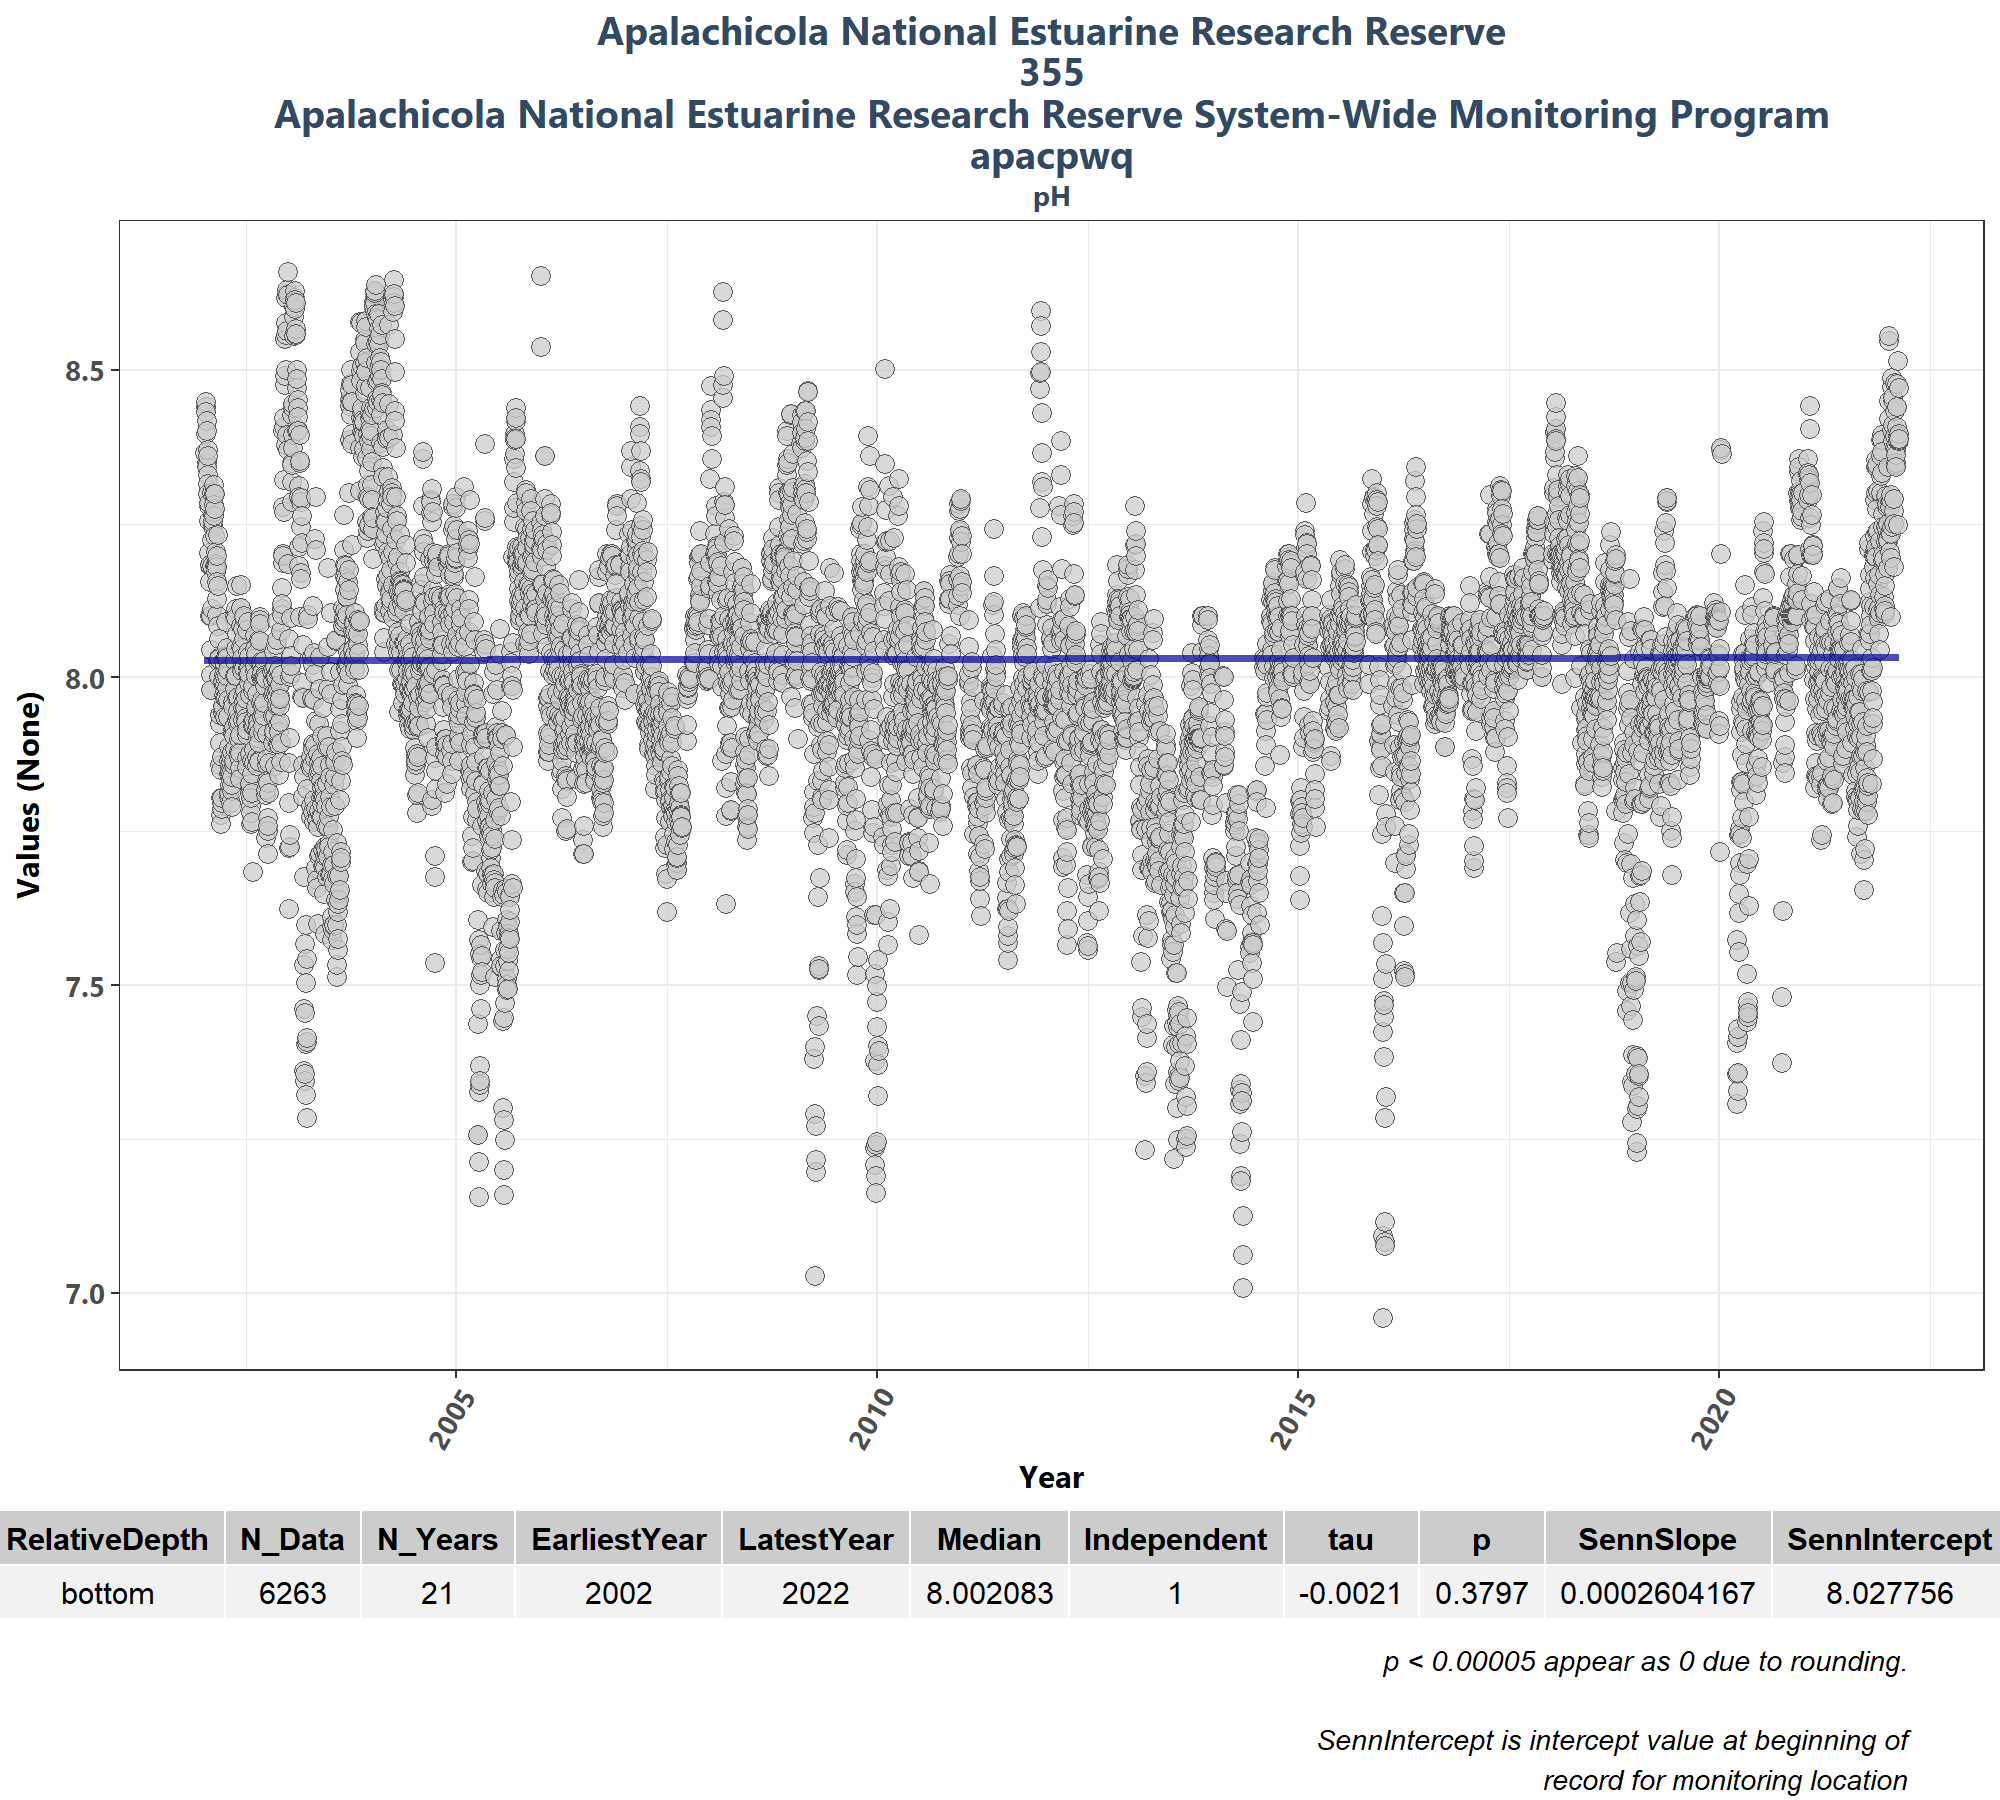 Apalachicola National Estuarine Research Reserve
355
Apalachicola National Estuarine Research Reserve System-Wide Monitoring Program
apacpwq
pH
Values (None)
8.5
8.0
7.5
7.0
2005
2010
2015
2020
Year
RelativeDepth N_Data N_Years EarliestYear LatestYear Median Independent tau p SennSlope SennIntercept
bottom 6263 21 2002 2022 8.002083 1 -0.0021 0.3797 0.0002604167 8.027756
p < 0.00005 appear as 0 due to rounding.
SennIntercept is intercept value at beginning of
record for monitoring location